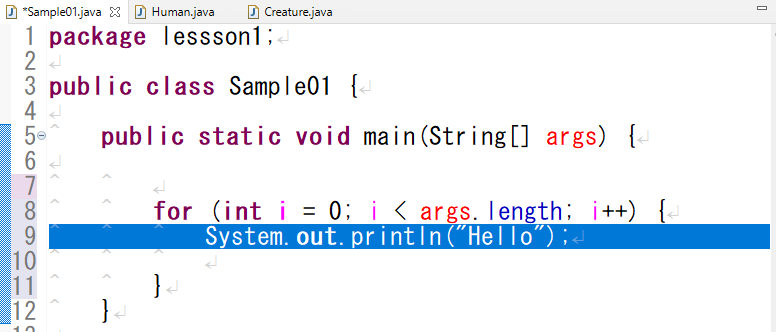 *Sample01.java Human.java Creature.java
1 package lessson1;
2
3 public class Sample01 {
4
5 public static void main(String[] args) {
6
7
8 for (int i = 0; i < args.length; i++) {
9 System.out.println("Hello");
10
11 }
12 }